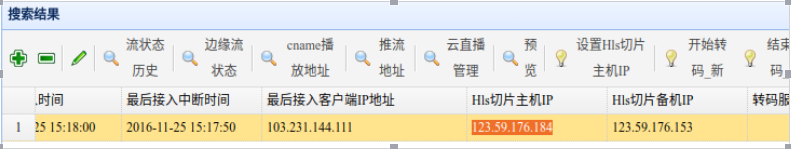 搜索结果
流状态历史 边缘流状态 cname播放地址 推流地址 云直播管理 预览 设置Hls切片主机IP 开始转码_新 结束码_
时间 最后接入中断时间 最后接入客户端IP地址 Hls切片主机IP Hls切片备机IP 转码服
1 25 15:18:00 2016-11-25 15:17:50 103.231.144.111 123.59.176.184 123.59.176.153